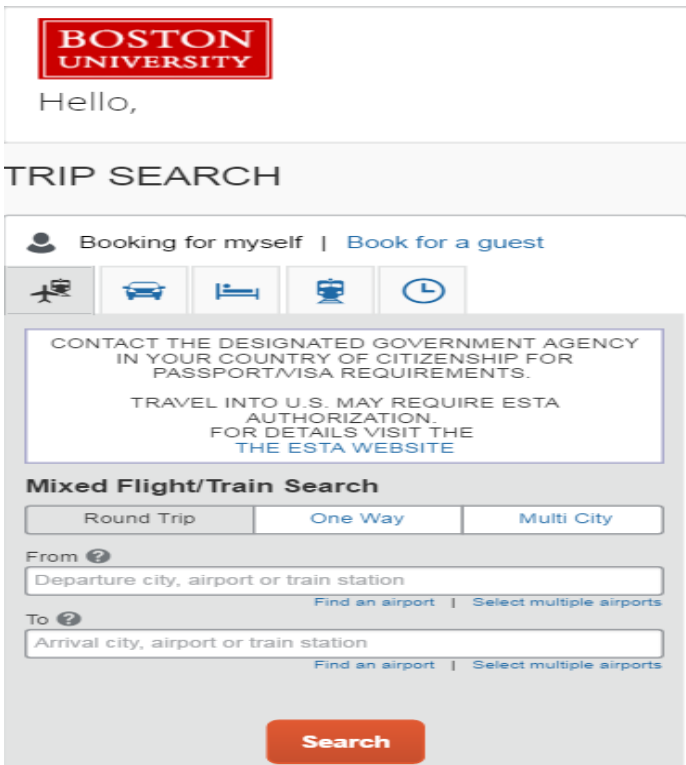 BOSTON
UNIVERSITY
Hello,
TRIP SEARCH
Booking for myself | Book for a guest
CONTACT THE DESIGNATED GOVERNMENT AGENCY
IN YOUR COUNTRY OF CITIZENSHIP FOR
PASSPORT/VISA REQUIREMENTS.
TRAVEL INTO U.S. MAY REQUIRE ESTA
AUTHORIZATION.
FOR DETAILS VISIT THE
THE ESTA WEBSITE
Mixed Flight/Train Search
Round Trip One Way Multi City
From ?
Departure city, airport or train station
Find an airport | Select multiple airports
To ?
Arrival city, airport or train station
Find an airport | Select multiple airports
Search